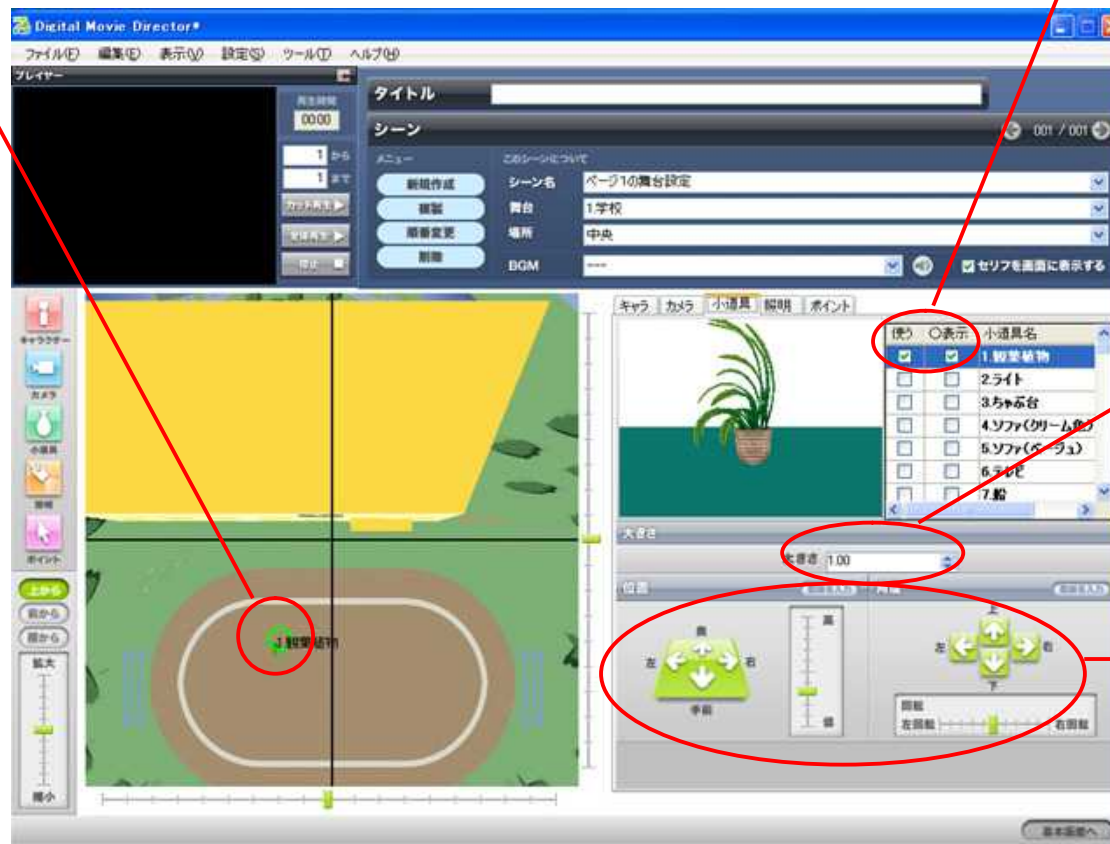 Digital Movie Director*
ファイル(F) 編集(E) 表示(V) 設定(S) ツール(T) ヘルプ(H)
プレイヤー
再生時間
00:00
1 から
1 まで
タイトル
シーン
001 / 001
メニュー
新規作成
複製
順番変更
削除
このシーンについて
シーン名 ページ1の舞台設定
舞台 1.学校
場所 中央
BGM ---
セリフを画面に表示する
キャラクター
カメラ
小道具
照明
ポイント
上から
前から
横から
拡大
縮小
1.観葉植物
キャラ カメラ 小道具 照明 ポイント
使う ○表示 小道具名
1.観葉植物
2.ライト
3.ちゃぶ台
4.ソファ(クリーム色)
5.ソファ(ベージュ)
6.テレビ
7.船
大きさ
大きさ 1.00
位置
奥
左 右
手前
高
低
上
左 右
下
回転
左回転 右回転
基本画面へ